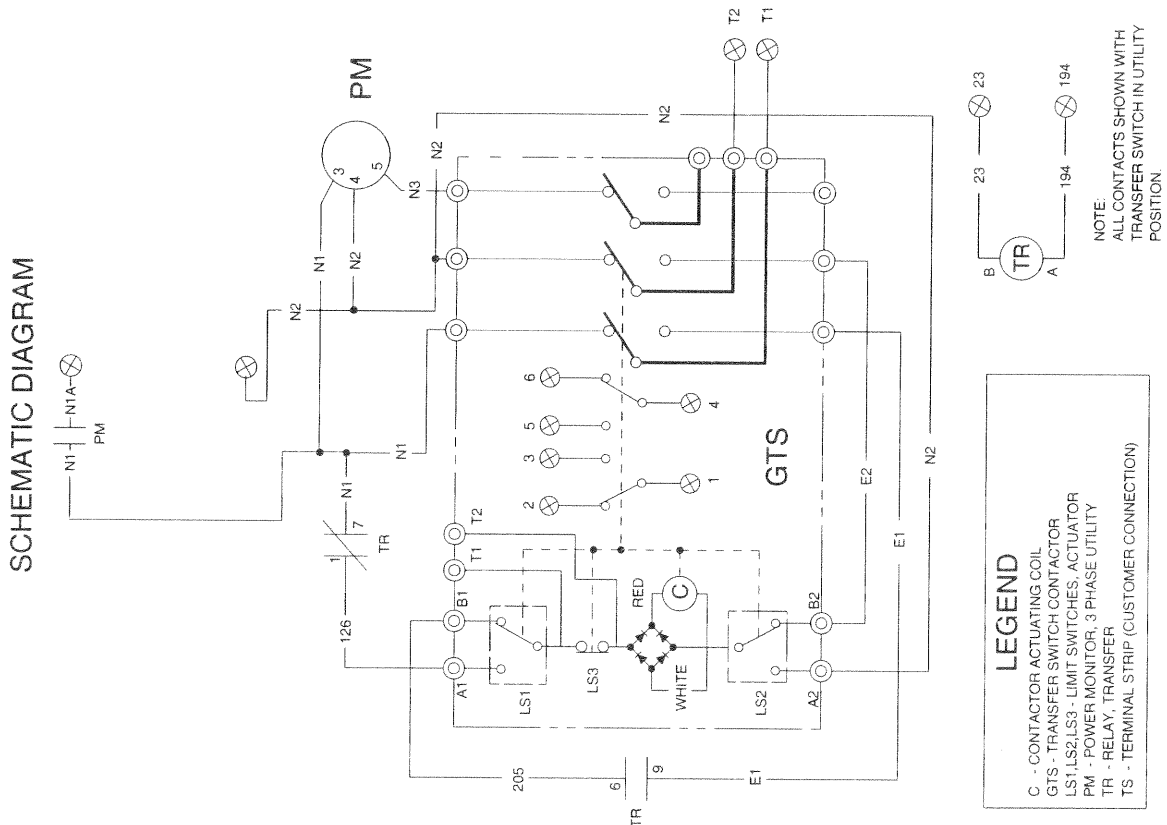 SCHEMATIC DIAGRAM
N1
N1A
PM
PM
3
4
5
N1
N2
N3
N2
N2
N2
N1
N1
1
7
TR
126
A1
B1
T1
T2
2
3
5
6
1
4
GTS
T2
T1
LS1
LS3
RED
C
WHITE
LS2
A2
B2
205
6
9
TR
E1
E2
E1
N2
B
TR
A
23
23
194
194
NOTE:
ALL CONTACTS SHOWN WITH
TRANSFER SWITCH IN UTILITY
POSITION.
LEGEND
C - CONTACTOR ACTUATING COIL
GTS - TRANSFER SWITCH CONTACTOR
LS1,LS2,LS3 - LIMIT SWITCHES, ACTUATOR
PM - POWER MONITOR, 3 PHASE UTILITY
TR - RELAY, TRANSFER
TS - TERMINAL STRIP (CUSTOMER CONNECTION)